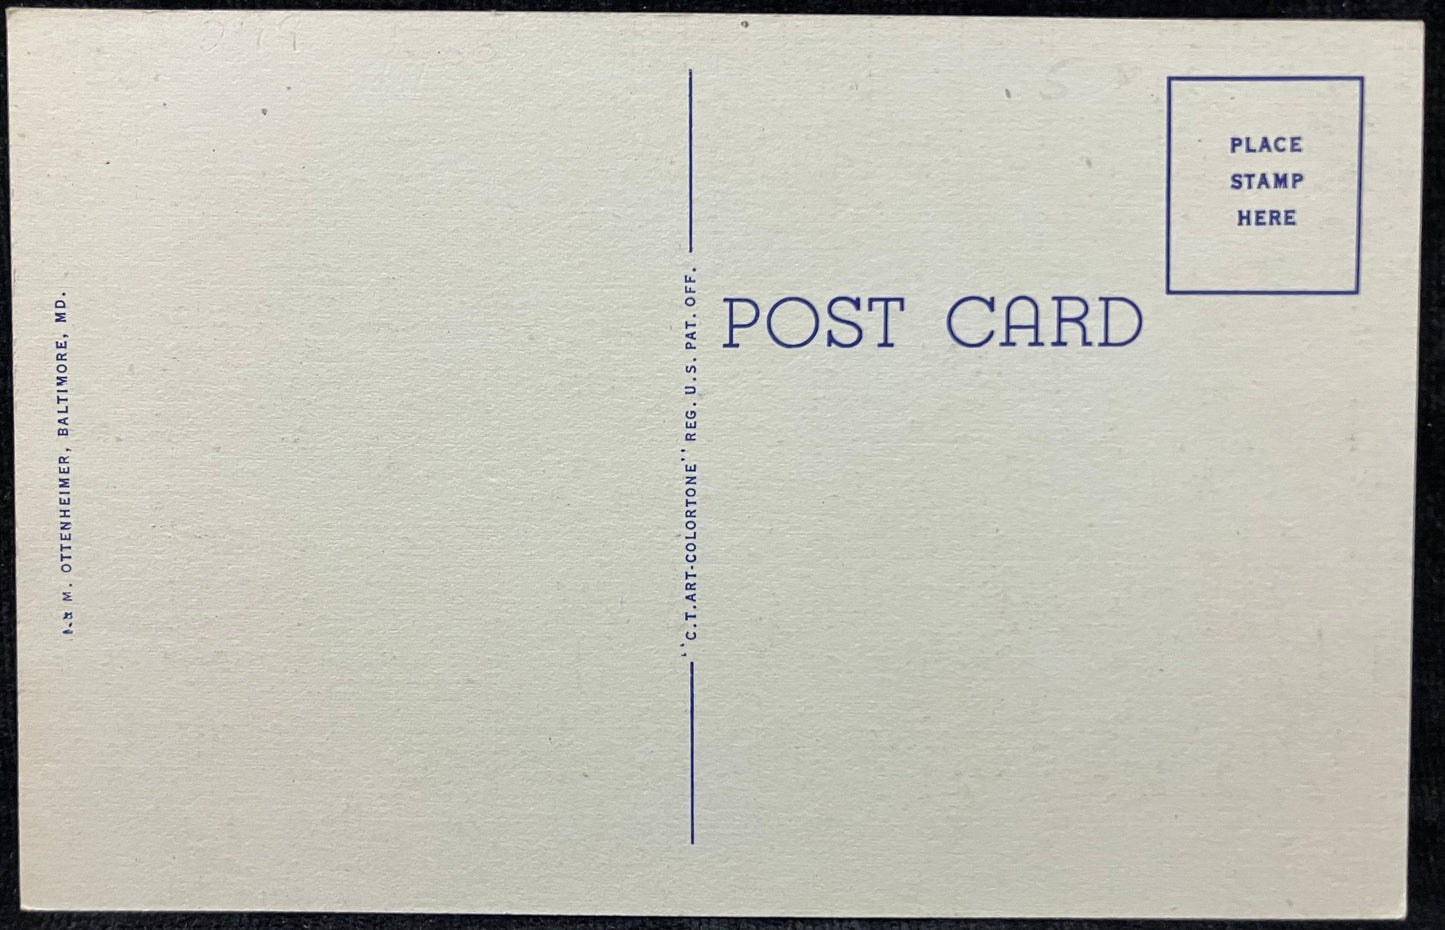 & M. OTTENHEIMER, BALTIMORE, MD.
"C.T.ART-COLORTONE" REG. U.S. PAT. OFF.
PLACE
STAMP
HERE
POST CARD